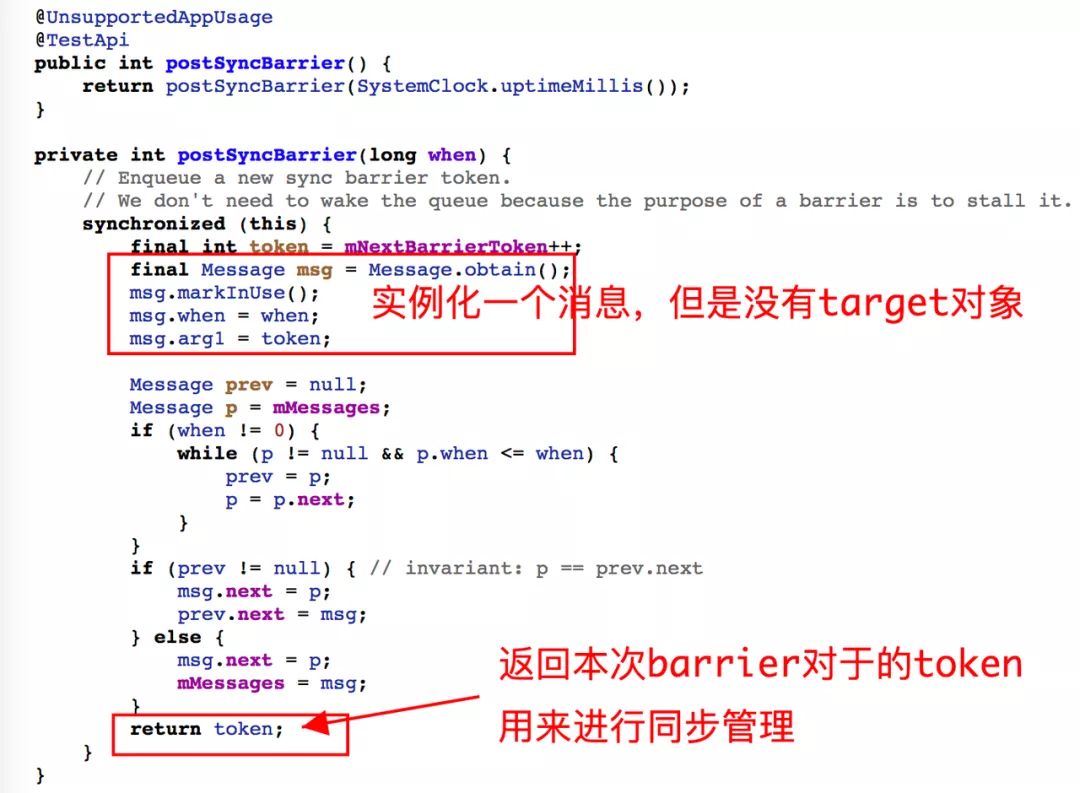 @UnsupportedAppUsage
@TestApi
public int postSyncBarrier() {
    return postSyncBarrier(SystemClock.uptimeMillis());
}

private int postSyncBarrier(long when) {
    // Enqueue a new sync barrier token.
    // We don't need to wake the queue because the purpose of a barrier is to stall it.
    synchronized (this) {
        final int token = mNextBarrierToken++;
        final Message msg = Message.obtain();
        msg.markInUse();
        实例化一个消息，但是没有target对象
        msg.when = when;
        msg.arg1 = token;

        Message prev = null;
        Message p = mMessages;
        if (when != 0) {
            while (p != null && p.when <= when) {
                prev = p;
                p = p.next;
            }
        }
        if (prev != null) { // invariant: p == prev.next
            msg.next = p;
            prev.next = msg;
        } else {
            msg.next = p;
            mMessages = msg;
        }
        返回本次barrier对于的token
        用来进行同步管理
        return token;
    }
}